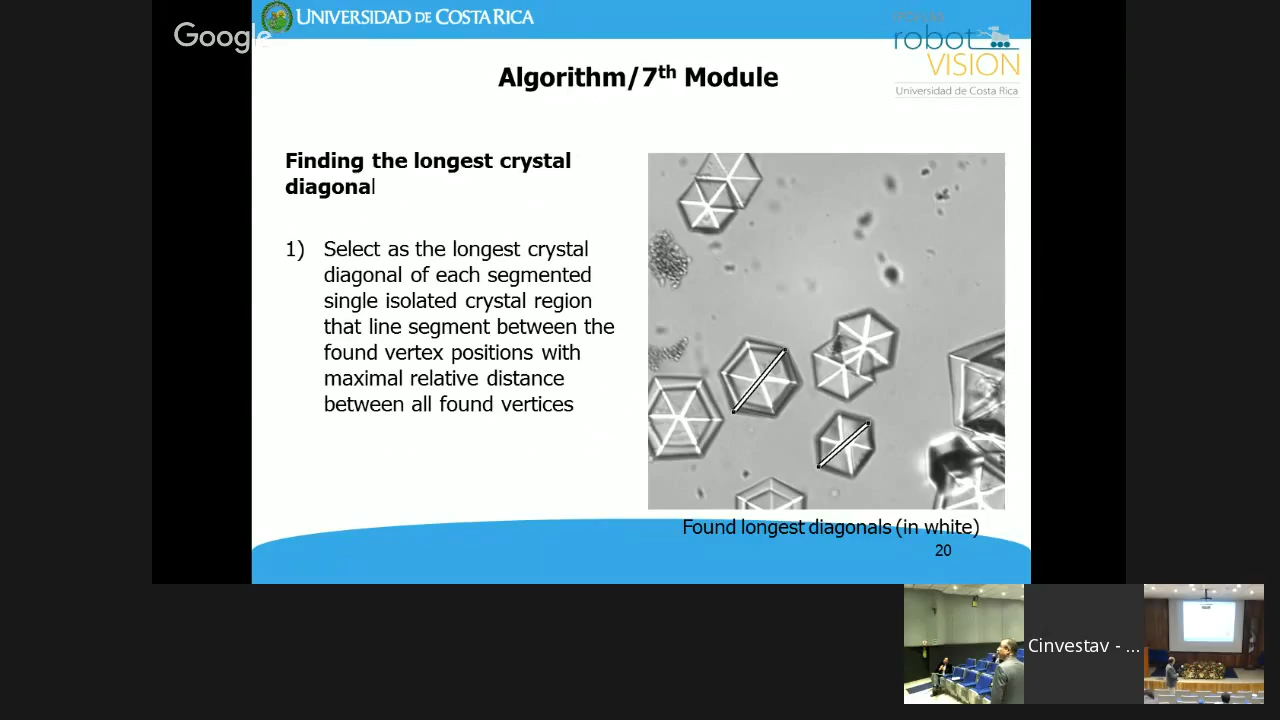 UNIVERSIDAD DE COSTA RICA
Google
robot
VISION
Universidad de Costa Rica
Algorithm/7th Module
Finding the longest crystal
diagonal
1) Select as the longest crystal
diagonal of each segmented
single isolated crystal region
that line segment between the
found vertex positions with
maximal relative distance
between all found vertices
Found longest diagonals (in white)
20
Cinvestav - ...